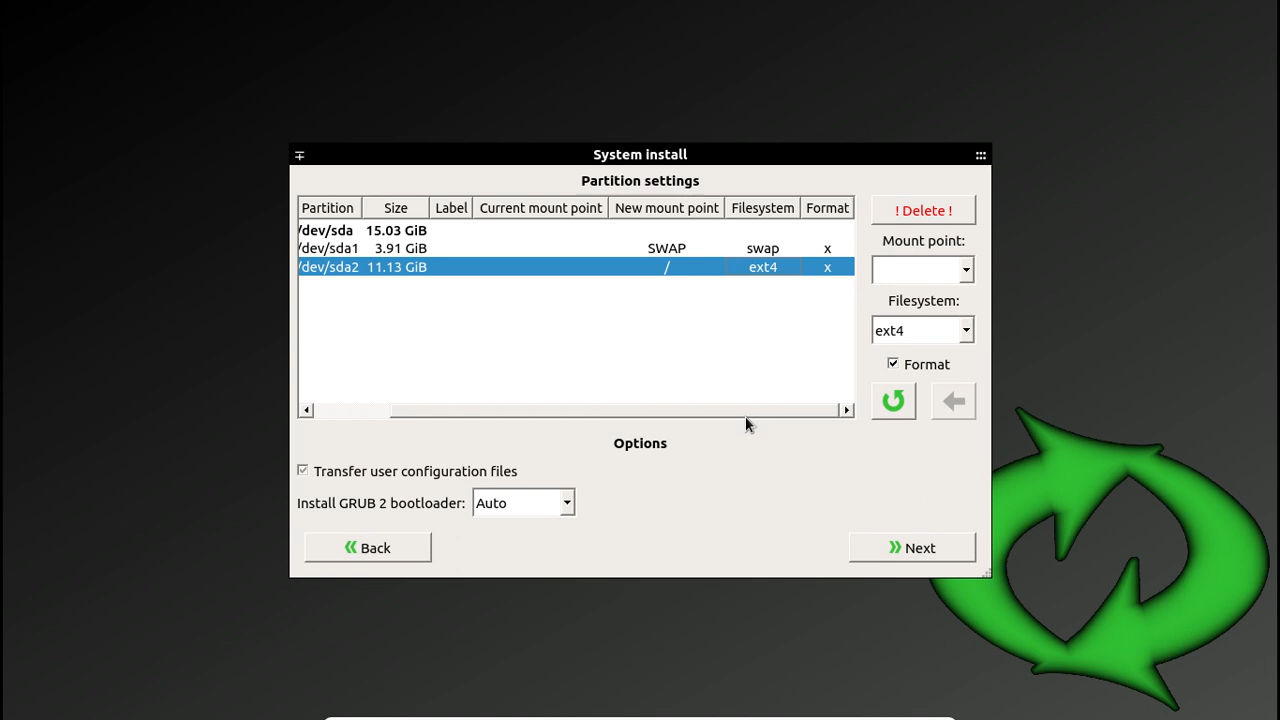 System install
Partition settings
Partition Size Label Current mount point New mount point Filesystem Format
/dev/sda 15.03 GiB
/dev/sda1 3.91 GiB SWAP swap x
/dev/sda2 11.13 GiB / ext4 x
! Delete !
Mount point:
Filesystem:
ext4
Format
Options
Transfer user configuration files
Install GRUB 2 bootloader: Auto
Back
Next